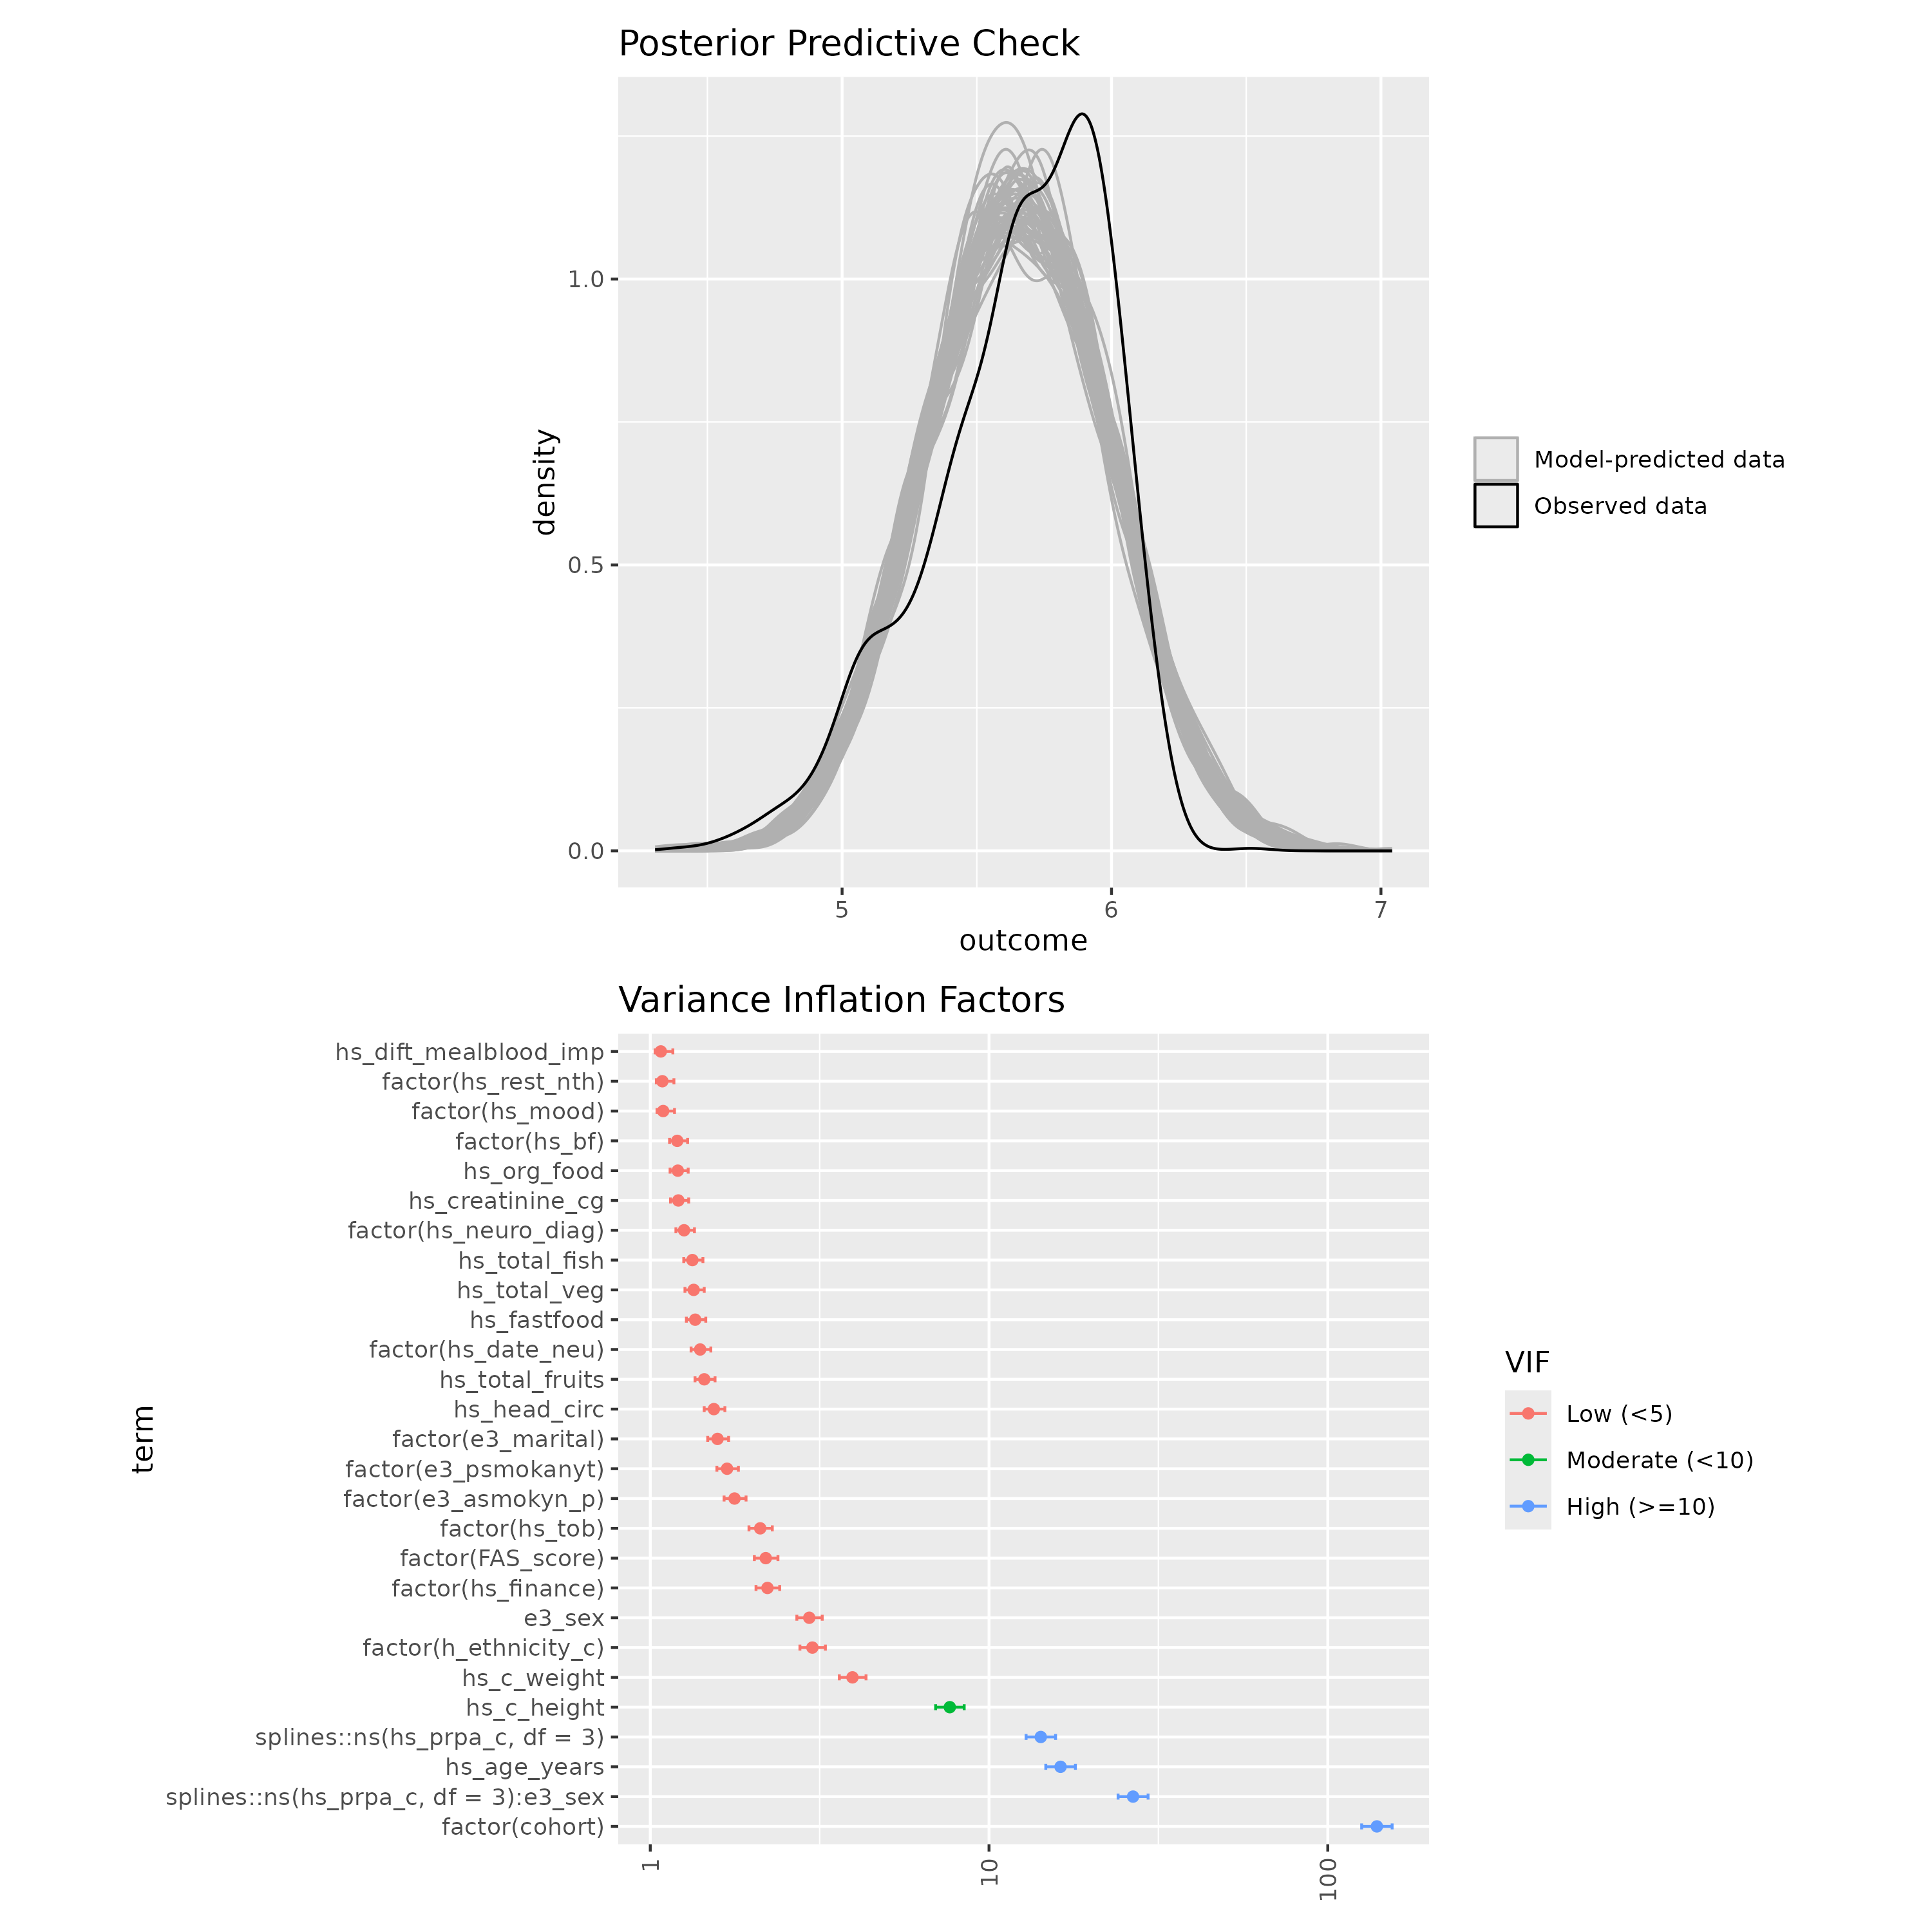 Posterior Predictive Check
1.0
0.5
0.0
density
5
6
7
outcome
Model-predicted data
Observed data
Variance Inflation Factors
hs_dift_mealblood_imp
factor(hs_rest_nth)
factor(hs_mood)
factor(hs_bf)
hs_org_food
hs_creatinine_cg
factor(hs_neuro_diag)
hs_total_fish
hs_total_veg
hs_fastfood
factor(hs_date_neu)
hs_total_fruits
hs_head_circ
factor(e3_marital)
factor(e3_psmokanyt)
factor(e3_asmokyn_p)
factor(hs_tob)
factor(FAS_score)
factor(hs_finance)
e3_sex
factor(h_ethnicity_c)
hs_c_weight
hs_c_height
splines::ns(hs_prpa_c, df = 3)
hs_age_years
splines::ns(hs_prpa_c, df = 3):e3_sex
factor(cohort)
term
1
10
100
VIF
Low (<5)
Moderate (<10)
High (>=10)